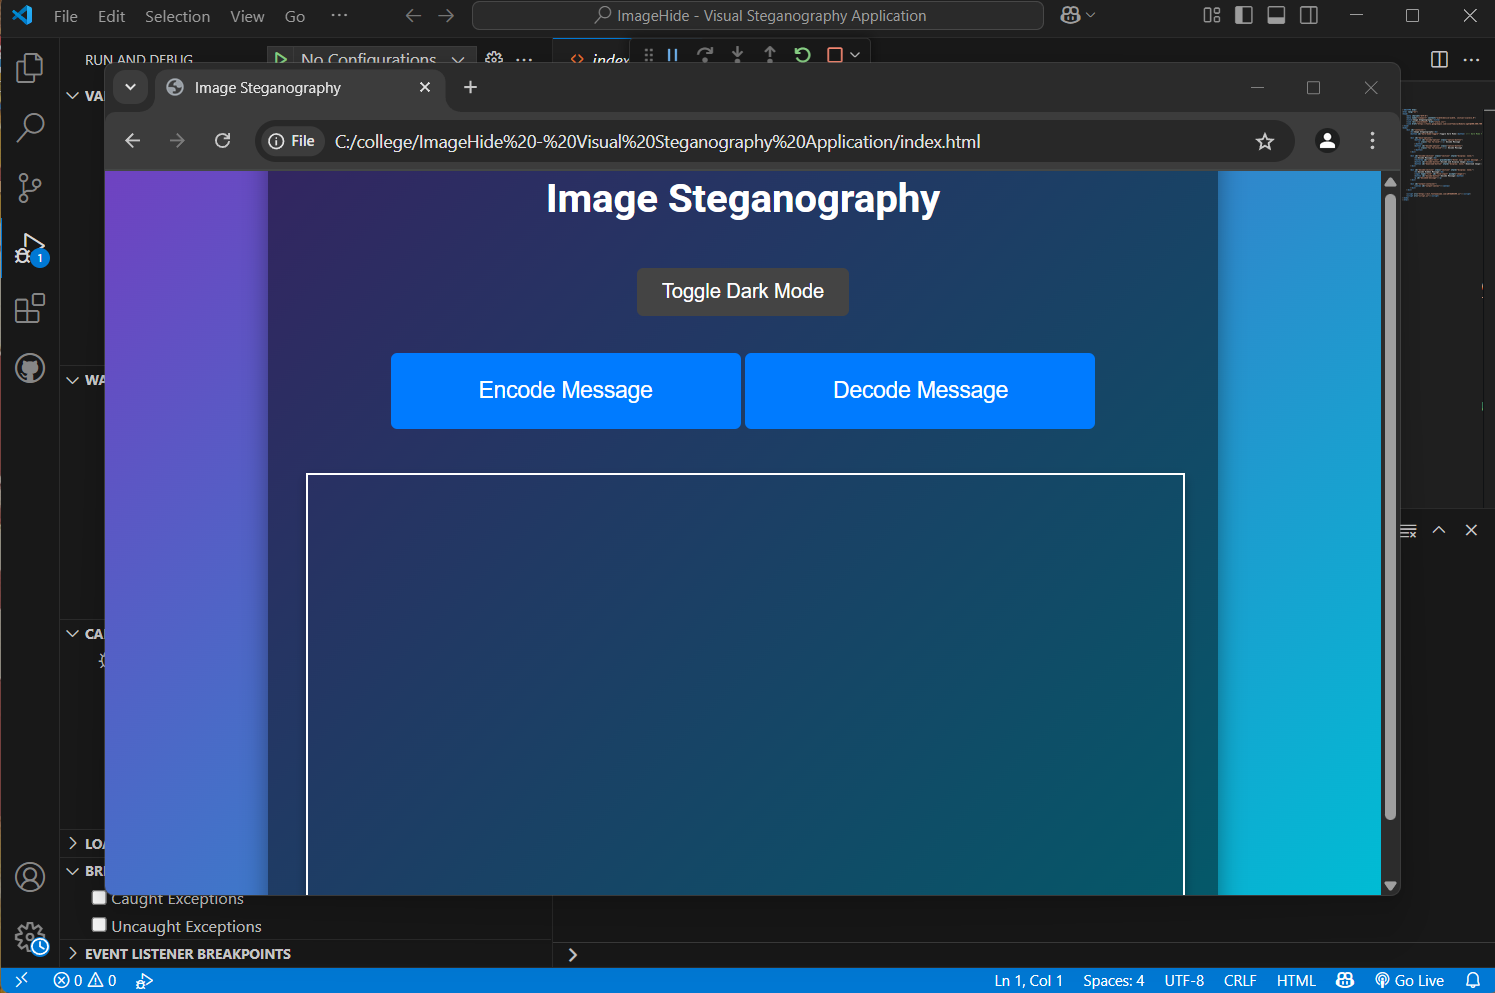 File Edit Selection View Go ···
ImageHide - Visual Steganography Application
RUN AND DEBUG
No Configurations
index
VA
Image Steganography
File
C:/college/ImageHide%20-%20Visual%20Steganography%20Application/index.html
Image Steganography
Toggle Dark Mode
Encode Message
Decode Message
1
WA
CA
LOA
BRE
Caught Exceptions
Uncaught Exceptions
EVENT LISTENER BREAKPOINTS
0 0
Ln 1, Col 1
Spaces: 4
UTF-8
CRLF
HTML
Go Live